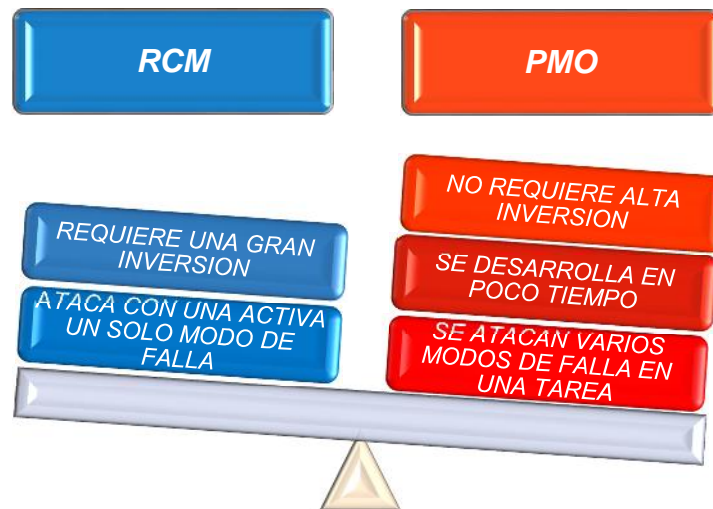 RCM
PMO
REQUIERE UNA GRAN
INVERSION
ATACA CON UNA ACTIVA
UN SOLO MODO DE
FALLA
NO REQUIERE ALTA
INVERSION
SE DESARROLLA EN
POCO TIEMPO
SE ATACAN VARIOS
MODOS DE FALLA EN
UNA TAREA